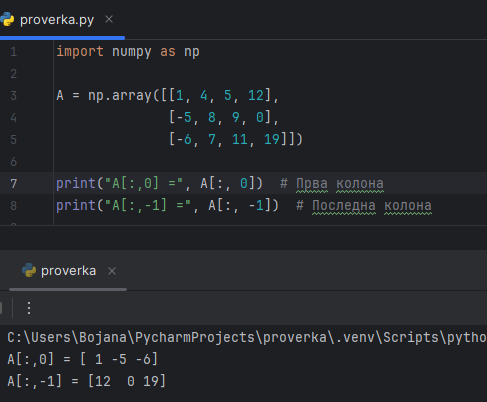 proverka.py ×
1 import numpy as np
2
3 A = np.array([[1, 4, 5, 12],
4 [-5, 8, 9, 0],
5 [-6, 7, 11, 19]])
6
7 print("A[:,0] =", A[:, 0]) # Прва колона
8 print("A[:,-1] =", A[:, -1]) # Последна колона
proverka ×
C:\Users\Bojana\PycharmProjects\proverka\.venv\Scripts\pytho
A[:,0] = [ 1 -5 -6]
A[:,-1] = [12  0 19]